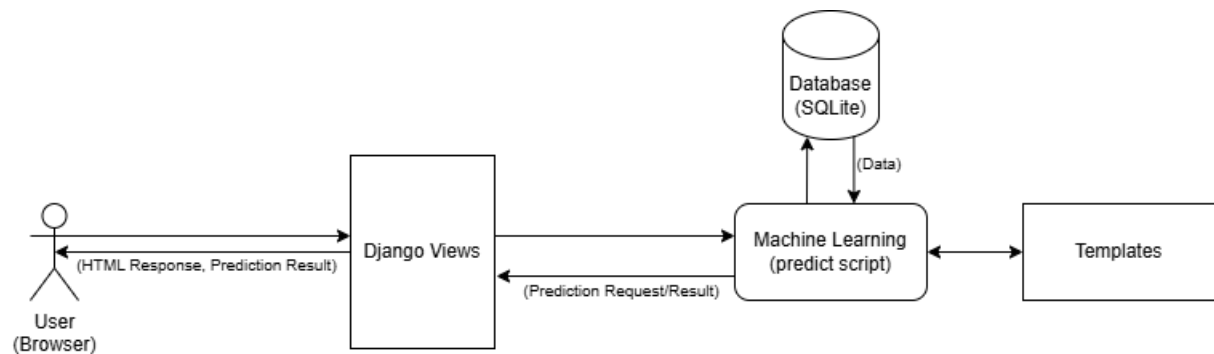 Database
(SQLite)
(Data)
Django Views
Machine Learning
(predict script)
Templates
(HTML Response, Prediction Result)
(Prediction Request/Result)
User
(Browser)